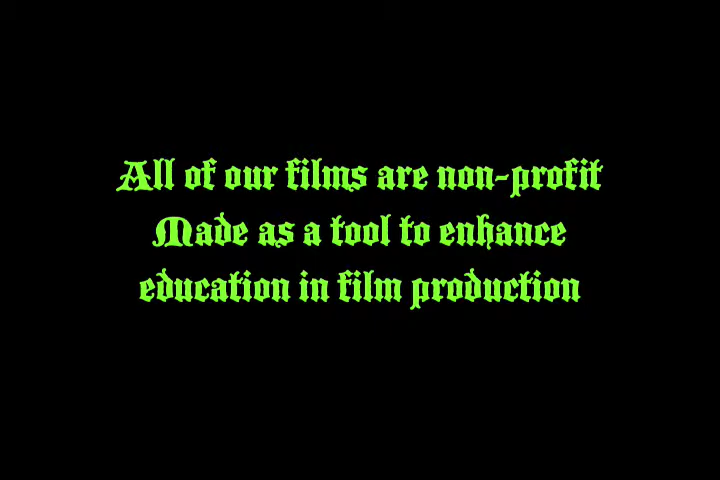 All of our films are non-profit
Made as a tool to enhance
education in film production